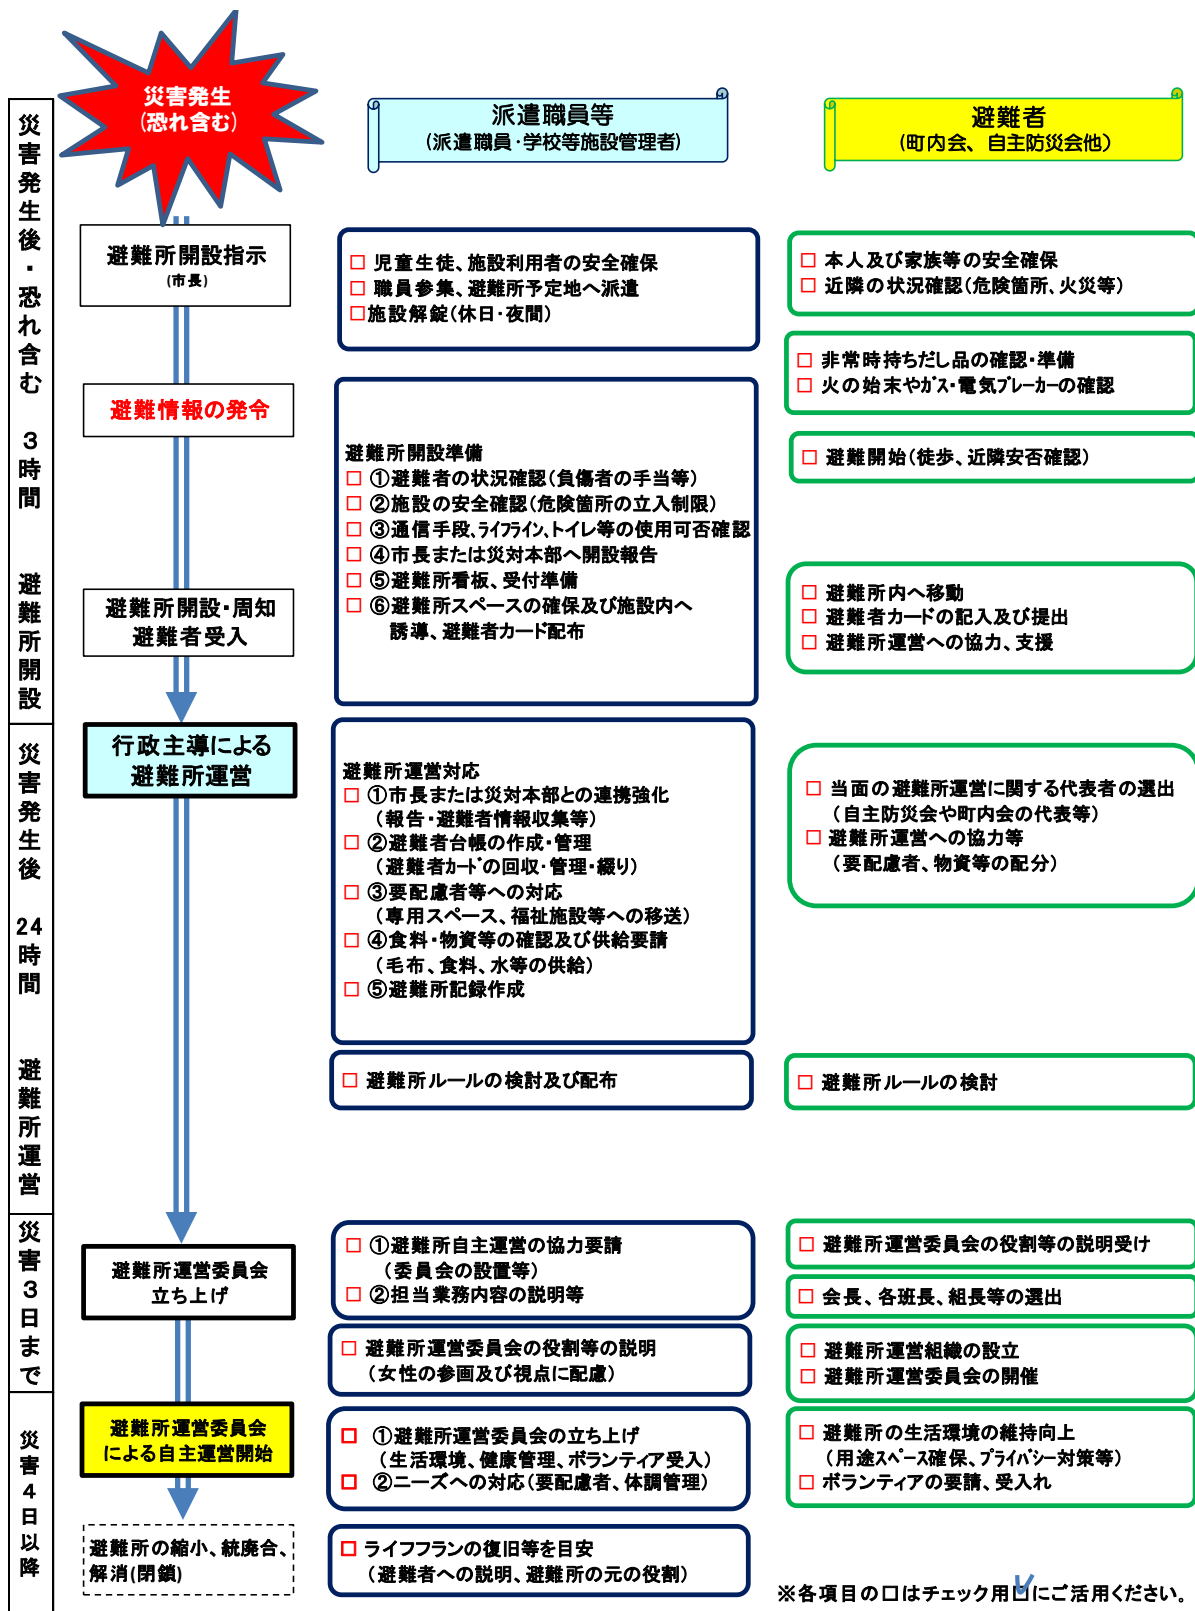 災害発生
(恐れ含む)
派遣職員等
(派遣職員・学校等施設管理者)
避難者
(町内会、自主防災会他)
災害発生後・恐れ含む　３時間　避難所開設
避難所開設指示
(市長)
□ 児童生徒、施設利用者の安全確保
□ 職員参集、避難所予定地へ派遣
□施設解錠(休日・夜間)
□ 本人及び家族等の安全確保
□ 近隣の状況確認(危険箇所、火災等)
□ 非常時持ちだし品の確認・準備
□ 火の始末やガス・電気ブレーカーの確認
避難情報の発令
避難所開設準備
□ ①避難者の状況確認(負傷者の手当等)
□ ②施設の安全確認(危険箇所の立入制限)
□ ③通信手段、ライフライン、トイレ等の使用可否確認
□ ④市長または災対本部へ開設報告
□ ⑤避難所看板、受付準備
□ ⑥避難所スペースの確保及び施設内へ
誘導、避難者カード配布
□ 避難開始(徒歩、近隣安否確認)
避難所開設・周知
避難者受入
□ 避難所内へ移動
□ 避難者カードの記入及び提出
□ 避難所運営への協力、支援
災害発生後　24時間　避難所運営
行政主導による
避難所運営
避難所運営対応
□ ①市長または災対本部との連携強化
(報告・避難者情報収集等)
□ ②避難者台帳の作成・管理
(避難者カードの回収・管理・綴り)
□ ③要配慮者等への対応
(専用スペース、福祉施設等への移送)
□ ④食料・物資等の確認及び供給要請
(毛布、食料、水等の供給)
□ ⑤避難所記録作成
□ 当面の避難所運営に関する代表者の選出
(自主防災会や町内会の代表等)
□ 避難所運営への協力等
(要配慮者、物資等の配分)
□ 避難所ルールの検討及び配布
□ 避難所ルールの検討
災害３日まで
避難所運営委員会
立ち上げ
□ ①避難所自主運営の協力要請
(委員会の設置等)
□ ②担当業務内容の説明等
□ 避難所運営委員会の役割等の説明
(女性の参画及び視点に配慮)
□ 避難所運営委員会の役割等の説明受け
□ 会長、各班長、組長等の選出
□ 避難所運営組織の設立
□ 避難所運営委員会の開催
災害４日以降
避難所運営委員会
による自主運営開始
□ ①避難所運営委員会の立ち上げ
(生活環境、健康管理、ボランティア受入)
□ ②ニーズへの対応(要配慮者、体調管理)
□ 避難所の生活環境の維持向上
(用途スペース確保、プライバシー対策等)
□ ボランティアの要請、受入れ
避難所の縮小、統廃合、
解消(閉鎖)
□ ライフフランの復旧等を目安
(避難者への説明、避難所の元の役割)
※各項目の口はチェック用口にご活用ください。